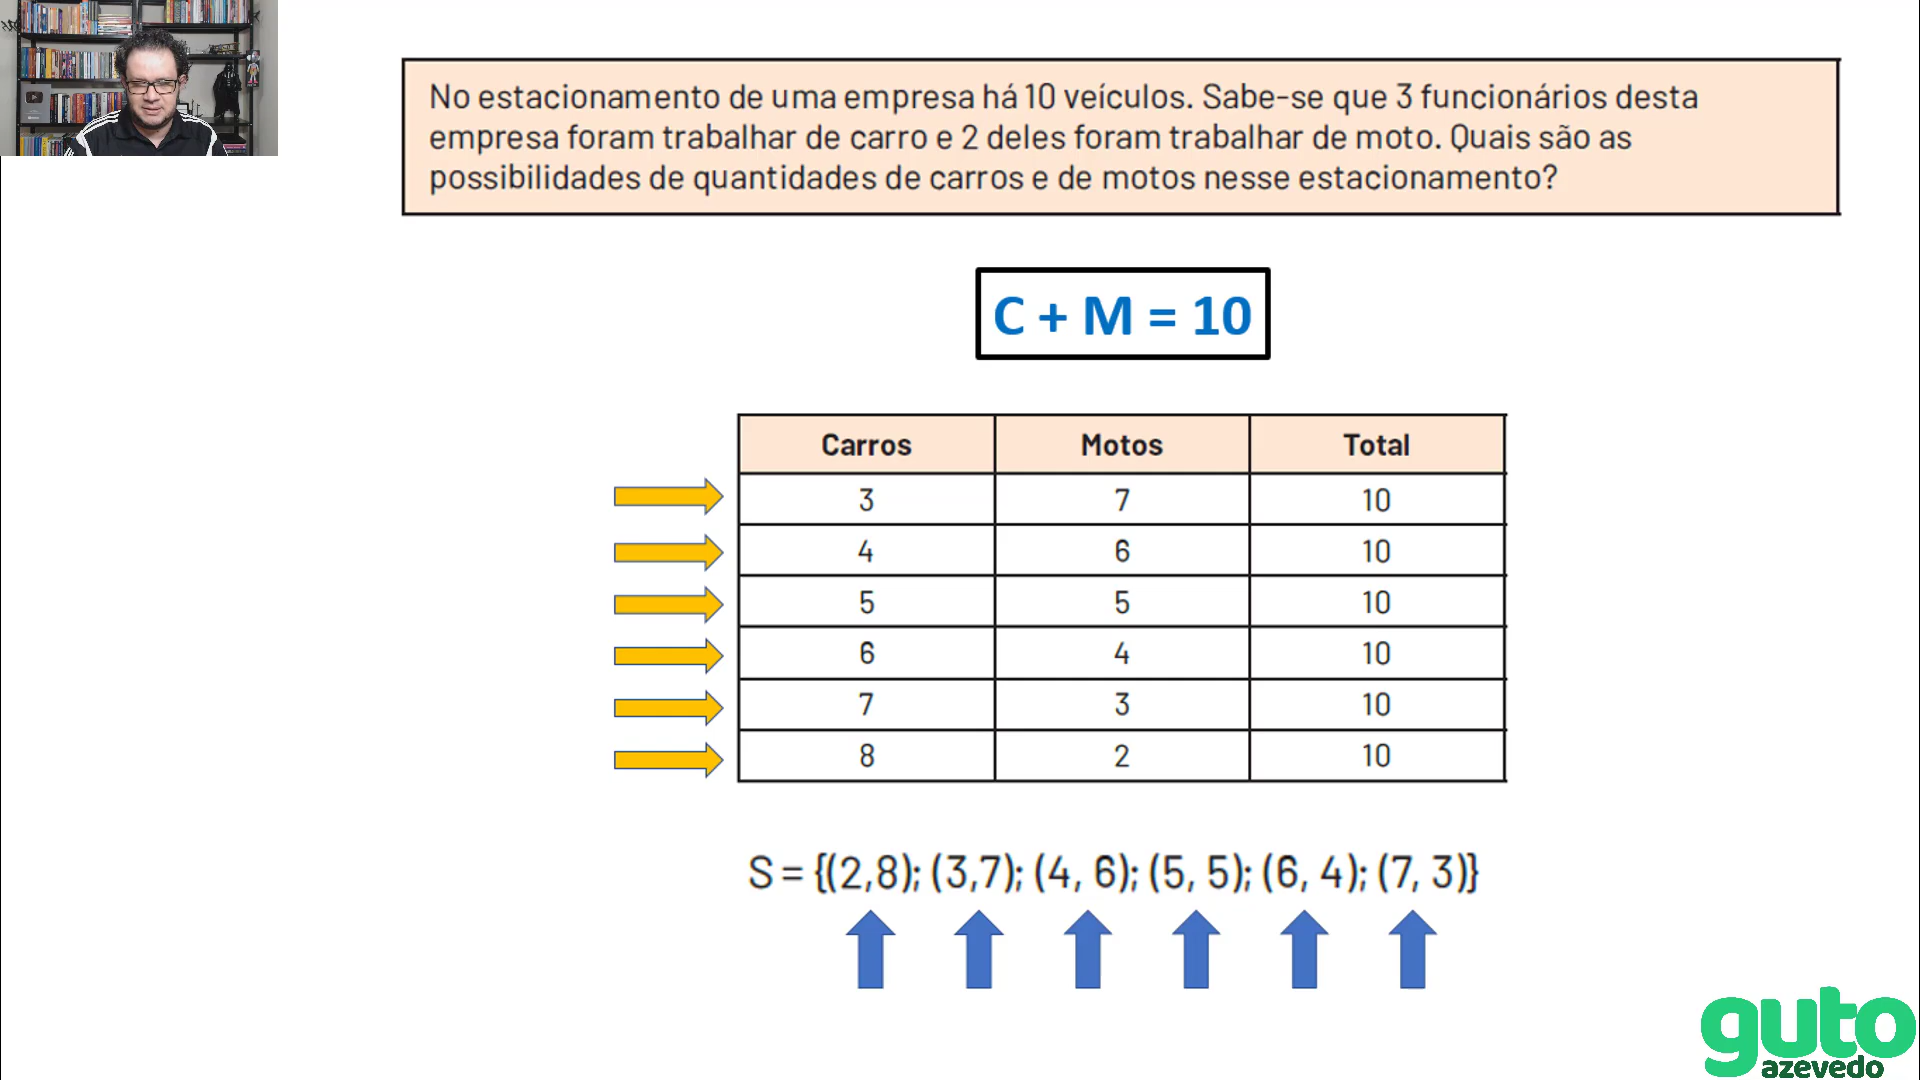 No estacionamento de uma empresa há 10 veículos. Sabe-se que 3 funcionários desta
empresa foram trabalhar de carro e 2 deles foram trabalhar de moto. Quais são as
possibilidades de quantidades de carros e de motos nesse estacionamento?
C + M = 10
Carros Motos Total
3 7 10
4 6 10
5 5 10
6 4 10
7 3 10
8 2 10
S = {(2,8); (3,7); (4, 6); (5, 5); (6, 4); (7, 3)}
guto
azevedo